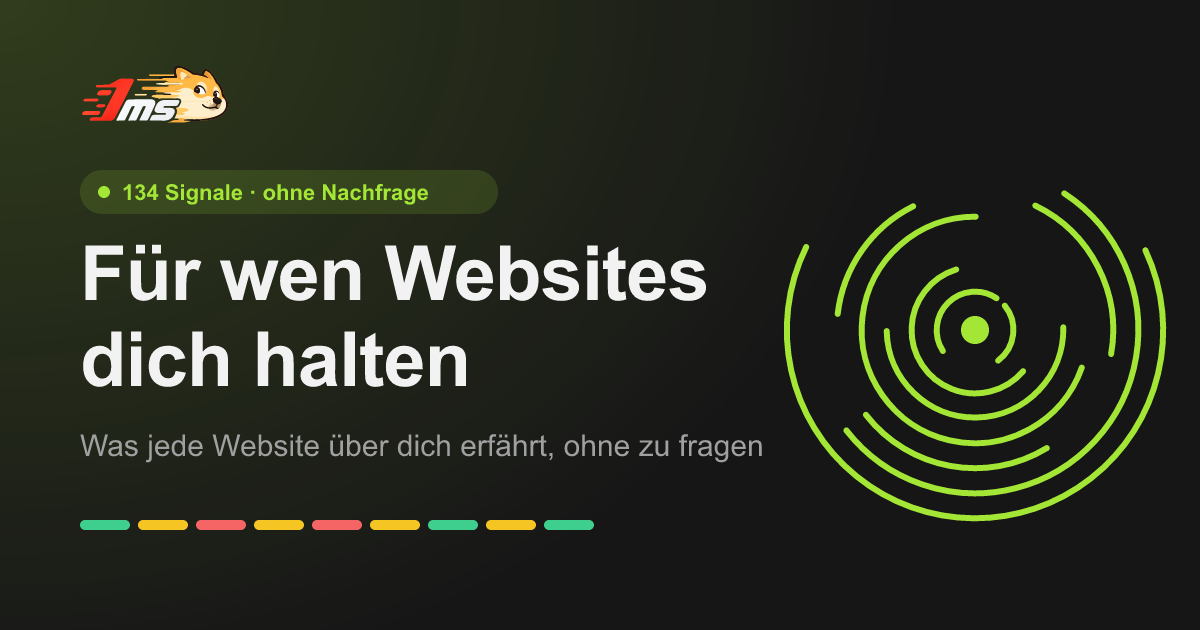 1ms
134 Signale · ohne Nachfrage
Für wen Websites
dich halten
Was jede Website über dich erfährt, ohne zu fragen